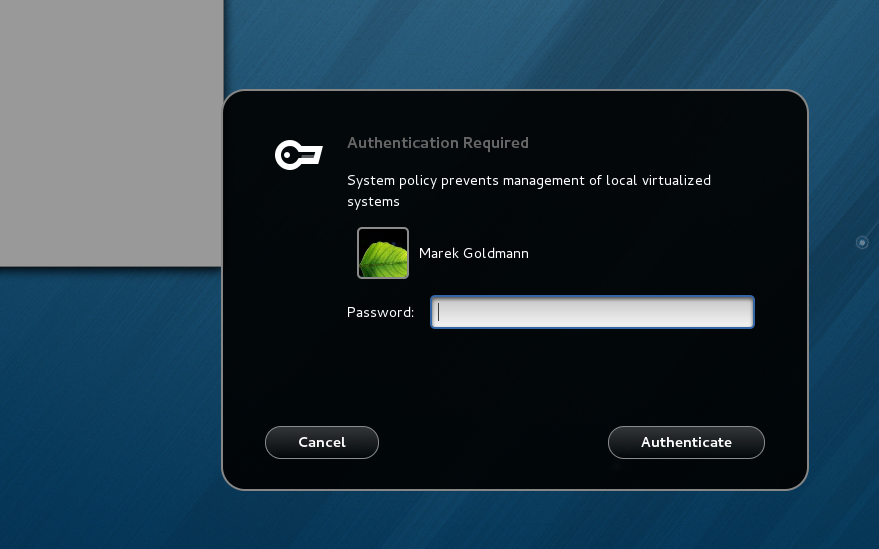 Authentication Required
System policy prevents management of local virtualized
systems
Marek Goldmann
Password:
Cancel
Authenticate